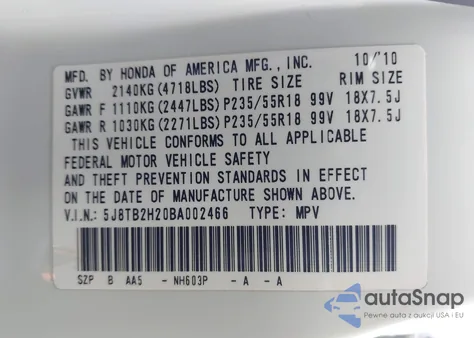 MFD. BY HONDA OF AMERICA MFG., INC. 10/10
GVWR 2140KG(4718LBS) TIRE SIZE RIM SIZE
GAWR F 1110KG(2447LBS)P235/55R18 99V 18X7.5J
GAWR R 1030KG(2271LBS)P235/55R18 99V 18X7.5J
THIS VEHICLE CONFORMS TO ALL APPLICABLE
FEDERAL MOTOR VEHICLE SAFETY
AND THEFT PREVENTION STANDARDS IN EFFECT
ON THE DATE OF MANUFACTURE SHOWN ABOVE.
V.I.N.: 5J8TB2H20BA002466 TYPE: MPV
SZP B AA5 - NH603P - A - A
autoSnap
Pewne auto z aukcji USA i EU